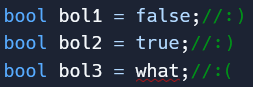 bool bol1 = false;//:)
bool bol2 = true;//:)
bool bol3 = what;//:(